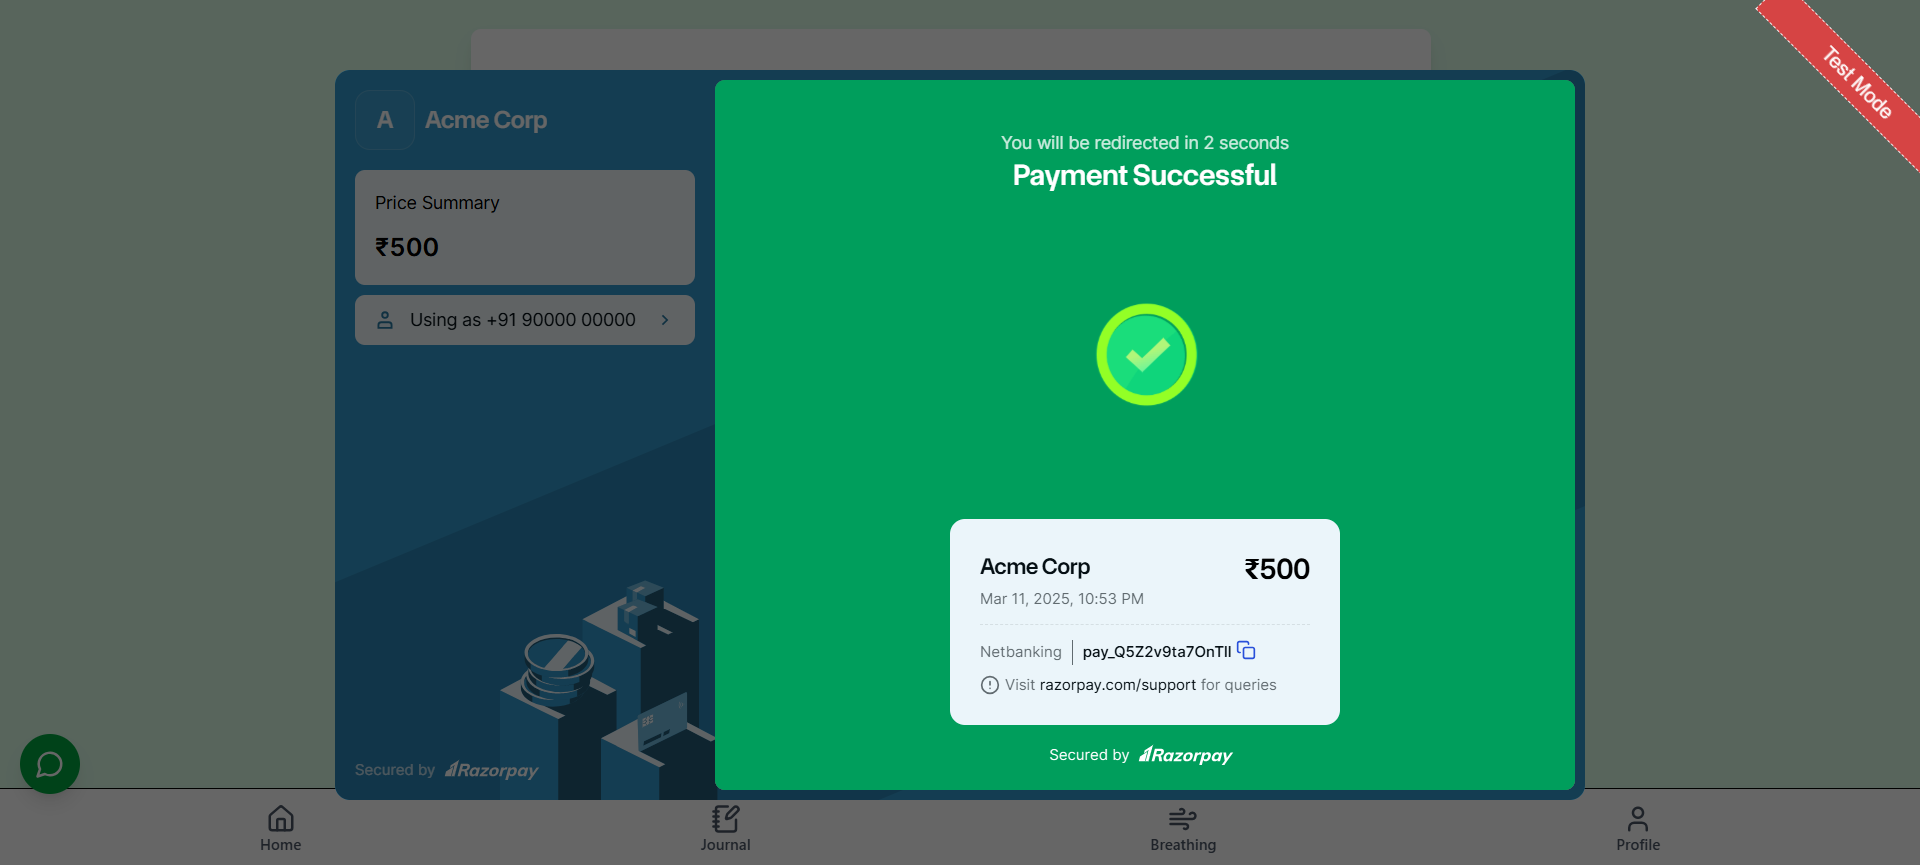 Test Mode
A
Acme Corp
Price Summary
₹500
Using as +91 90000 00000
Secured by Razorpay
You will be redirected in 2 seconds
Payment Successful
Acme Corp
₹500
Mar 11, 2025, 10:53 PM
Netbanking
pay_Q5Z2v9ta7OnTII
Visit razorpay.com/support for queries
Secured by Razorpay
Home
Journal
Breathing
Profile